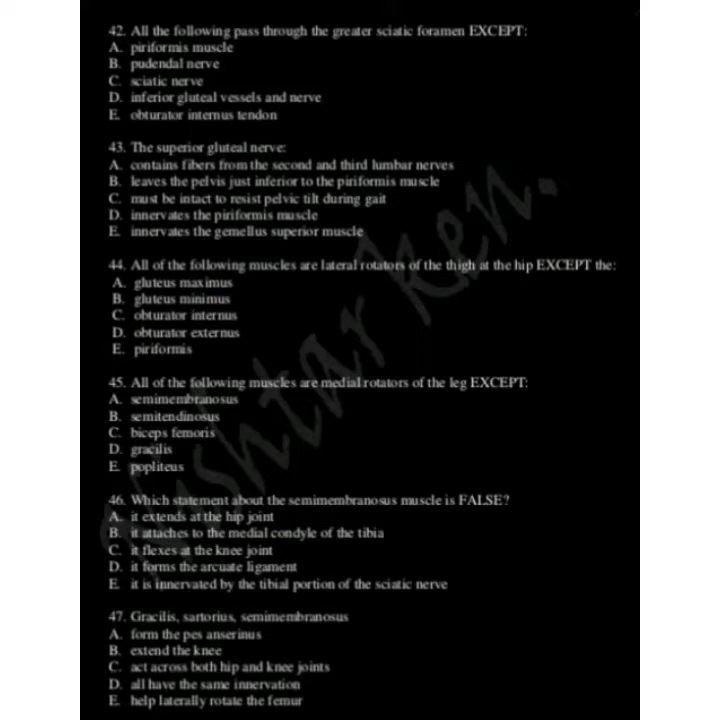 42. All the following pass through the greater sciatic foramen EXCEPT:
A. piriformis muscle
B. pudendal nerve
C. sciatic nerve
D. inferior gluteal vessels and nerve
E. obturator internus tendon
43. The superior gluteal nerve:
A. contains fibers from the second and third lumbar nerves
B. leaves the pelvis just inferior to the piriformis muscle
C. must be intact to resist pelvic tilt during gait
D. innervates the piriformis muscle
E. innervates the gemellus superior muscle
44. All of the following muscles are lateral rotators of the thigh at the hip EXCEPT the:
A. gluteus maximus
B. gluteus minimus
C. obturator internus
D. obturator externus
E. piriformis
45. All of the following muscles are medial rotators of the leg EXCEPT:
A. semimembranosus
B. semitendinosus
C. biceps femoris
D. gracilis
E. popliteus
46. Which statement about the semimembranosus muscle is FALSE?
A. it extends at the hip joint
B. it attaches to the medial condyle of the tibia
C. it flexes at the knee joint
D. it forms the arcuate ligament
E. it is innervated by the tibial portion of the sciatic nerve
47. Gracilis, sartorius, semimembranosus
A. form the pes anserinus
B. extend the knee
C. act across both hip and knee joints
D. all have the same innervation
E. help laterally rotate the femur
Nishtar Ken.